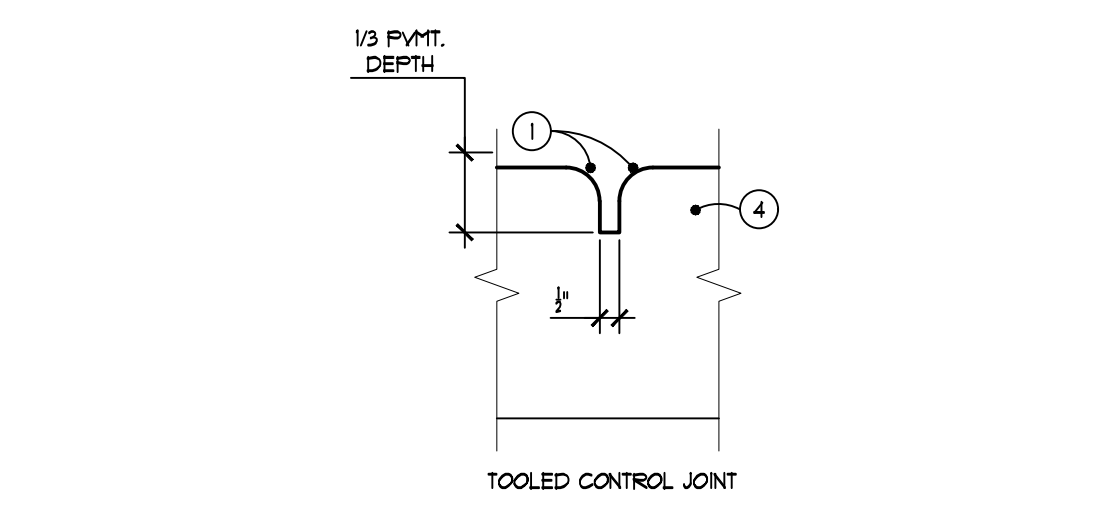 1/3 PVMT.
DEPTH
1
4
1/2"
TOOLED CONTROL JOINT